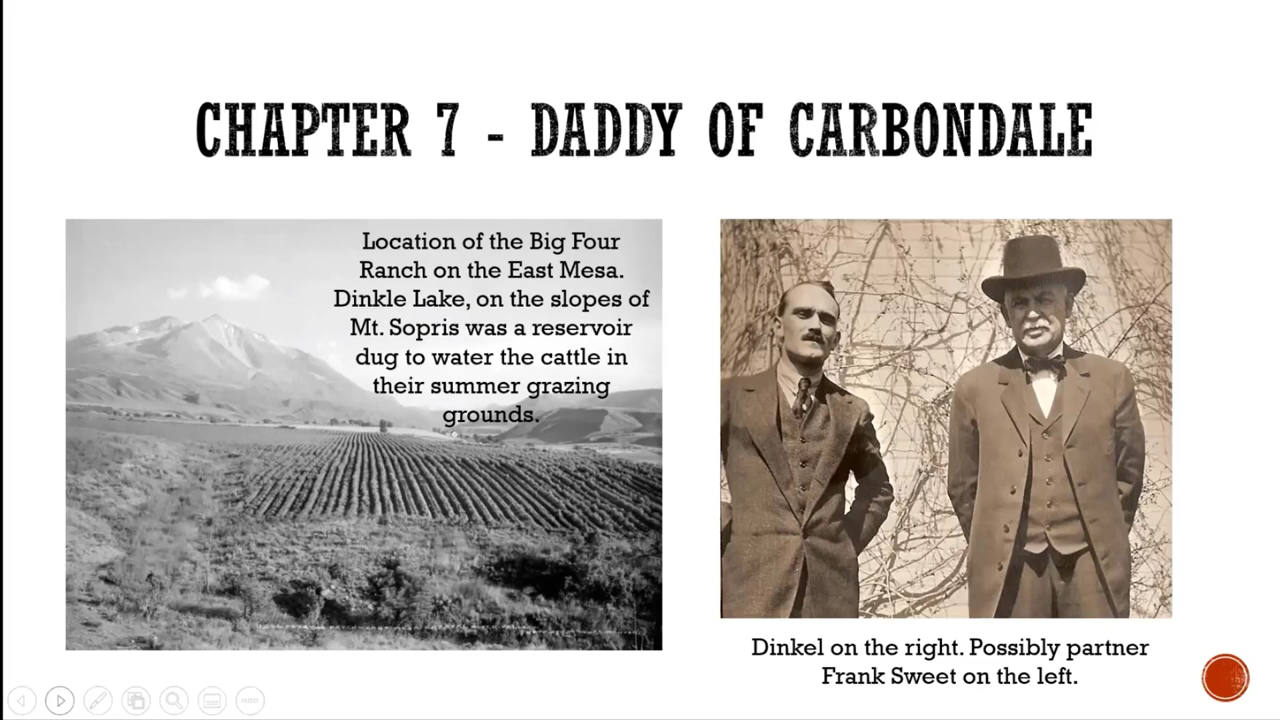 CHAPTER 7 - DADDY OF CARBONDALE
Location of the Big Four
Ranch on the East Mesa.
Dinkle Lake, on the slopes of
Mt. Sopris was a reservoir
dug to water the cattle in
their summer grazing
grounds.
Dinkel on the right. Possibly partner
Frank Sweet on the left.